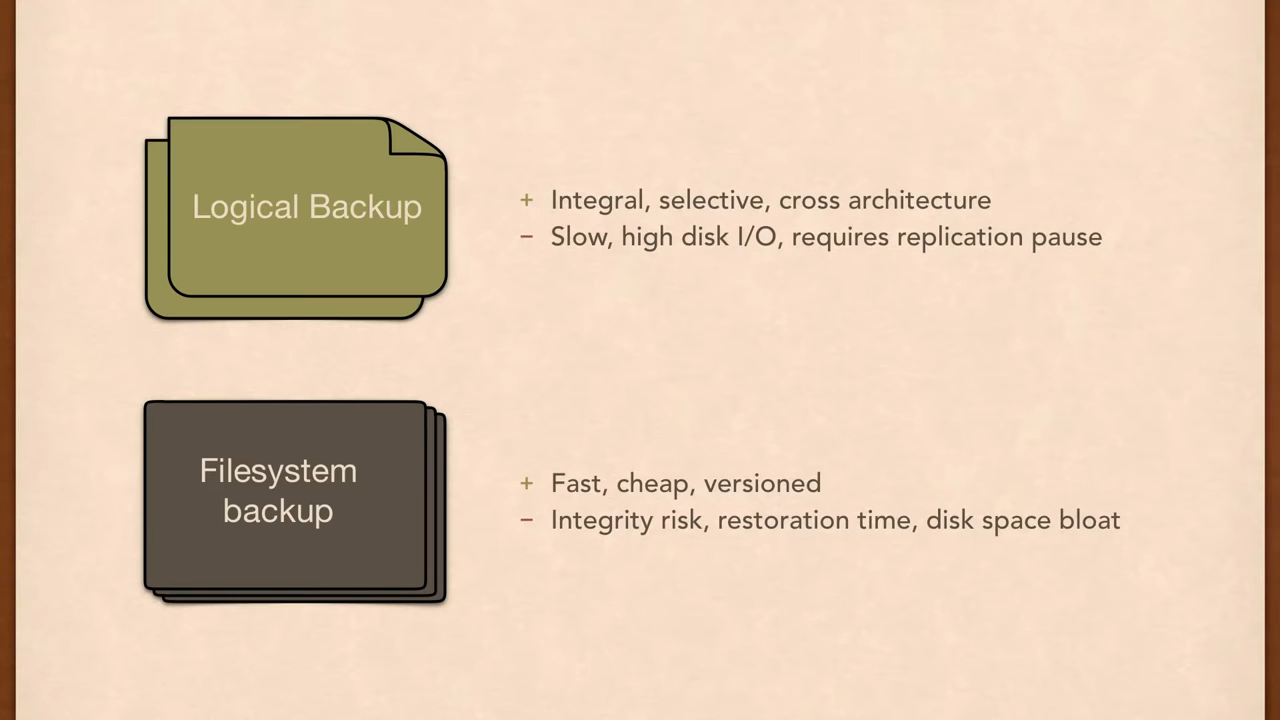 Logical Backup
+ Integral, selective, cross architecture
− Slow, high disk I/O, requires replication pause
Filesystem
backup
+ Fast, cheap, versioned
− Integrity risk, restoration time, disk space bloat